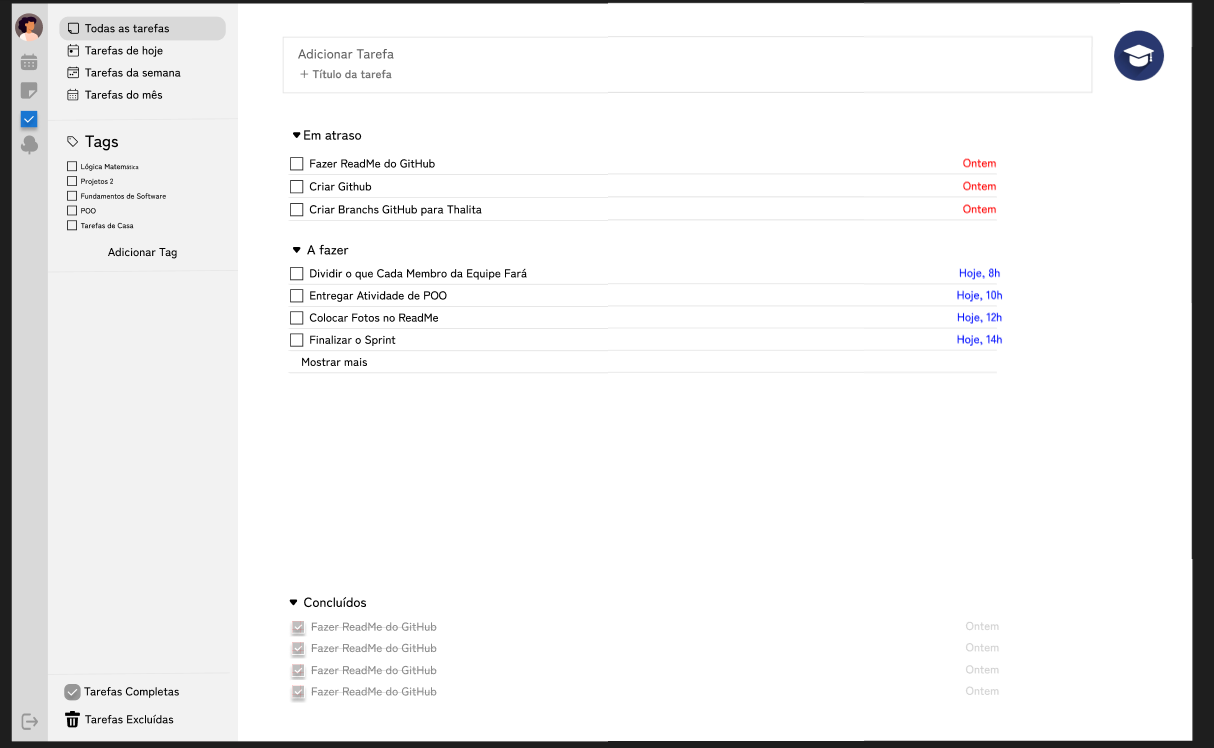 Todas as tarefas
Tarefas de hoje
Tarefas da semana
Tarefas do mês
Tags
Lógica Matemática
Projetos 2
Fundamentos de Software
POO
Tarefas de Casa
Adicionar Tag
Tarefas Completas
Tarefas Excluídas
Adicionar Tarefa
+ Título da tarefa
Em atraso
Fazer ReadMe do GitHub Ontem
Criar Github Ontem
Criar Branchs GitHub para Thalita Ontem
A fazer
Dividir o que Cada Membro da Equipe Fará Hoje, 8h
Entregar Atividade de POO Hoje, 10h
Colocar Fotos no ReadMe Hoje, 12h
Finalizar o Sprint Hoje, 14h
Mostrar mais
Concluídos
Fazer ReadMe do GitHub Ontem
Fazer ReadMe do GitHub Ontem
Fazer ReadMe do GitHub Ontem
Fazer ReadMe do GitHub Ontem